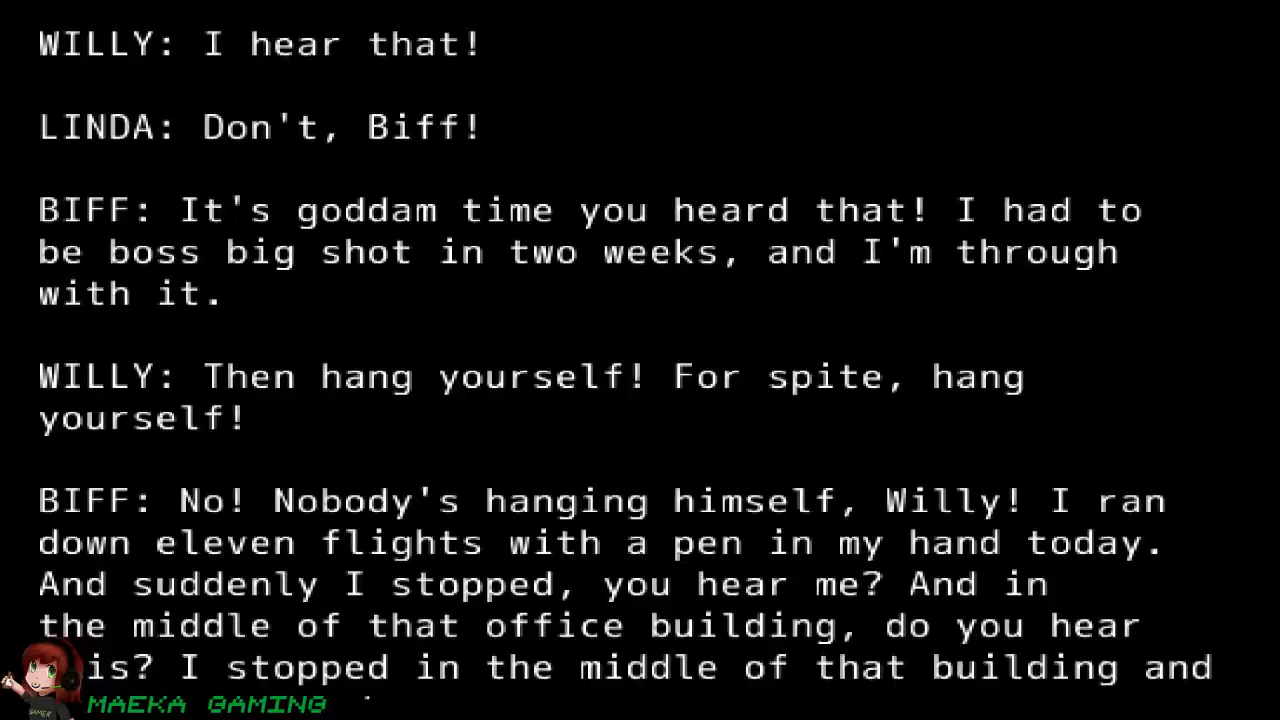 WILLY: I hear that!
LINDA: Don't, Biff!
BIFF: It's goddam time you heard that! I had to
be boss big shot in two weeks, and I'm through
with it.
WILLY: Then hang yourself! For spite, hang
yourself!
BIFF: No! Nobody's hanging himself, Willy! I ran
down eleven flights with a pen in my hand today.
And suddenly I stopped, you hear me? And in
the middle of that office building, do you hear
is? I stopped in the middle of that building and
MAEKA GAMING
GAMER